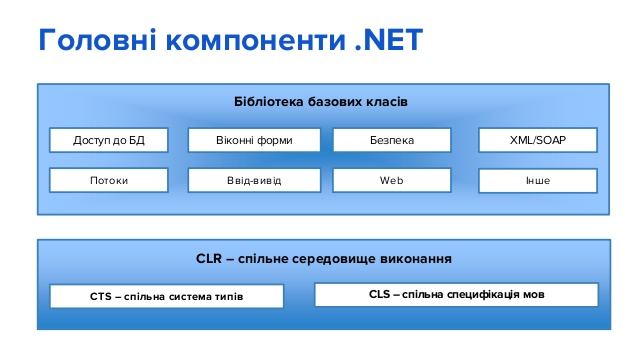 Головні компоненти .NET
Бібліотека базових класів
Доступ до БД
Віконні форми
Безпека
XML/SOAP
Потоки
Ввід-вивід
Web
Інше
CLR – спільне середовище виконання
CTS – спільна система типів
CLS – спільна специфікація мов